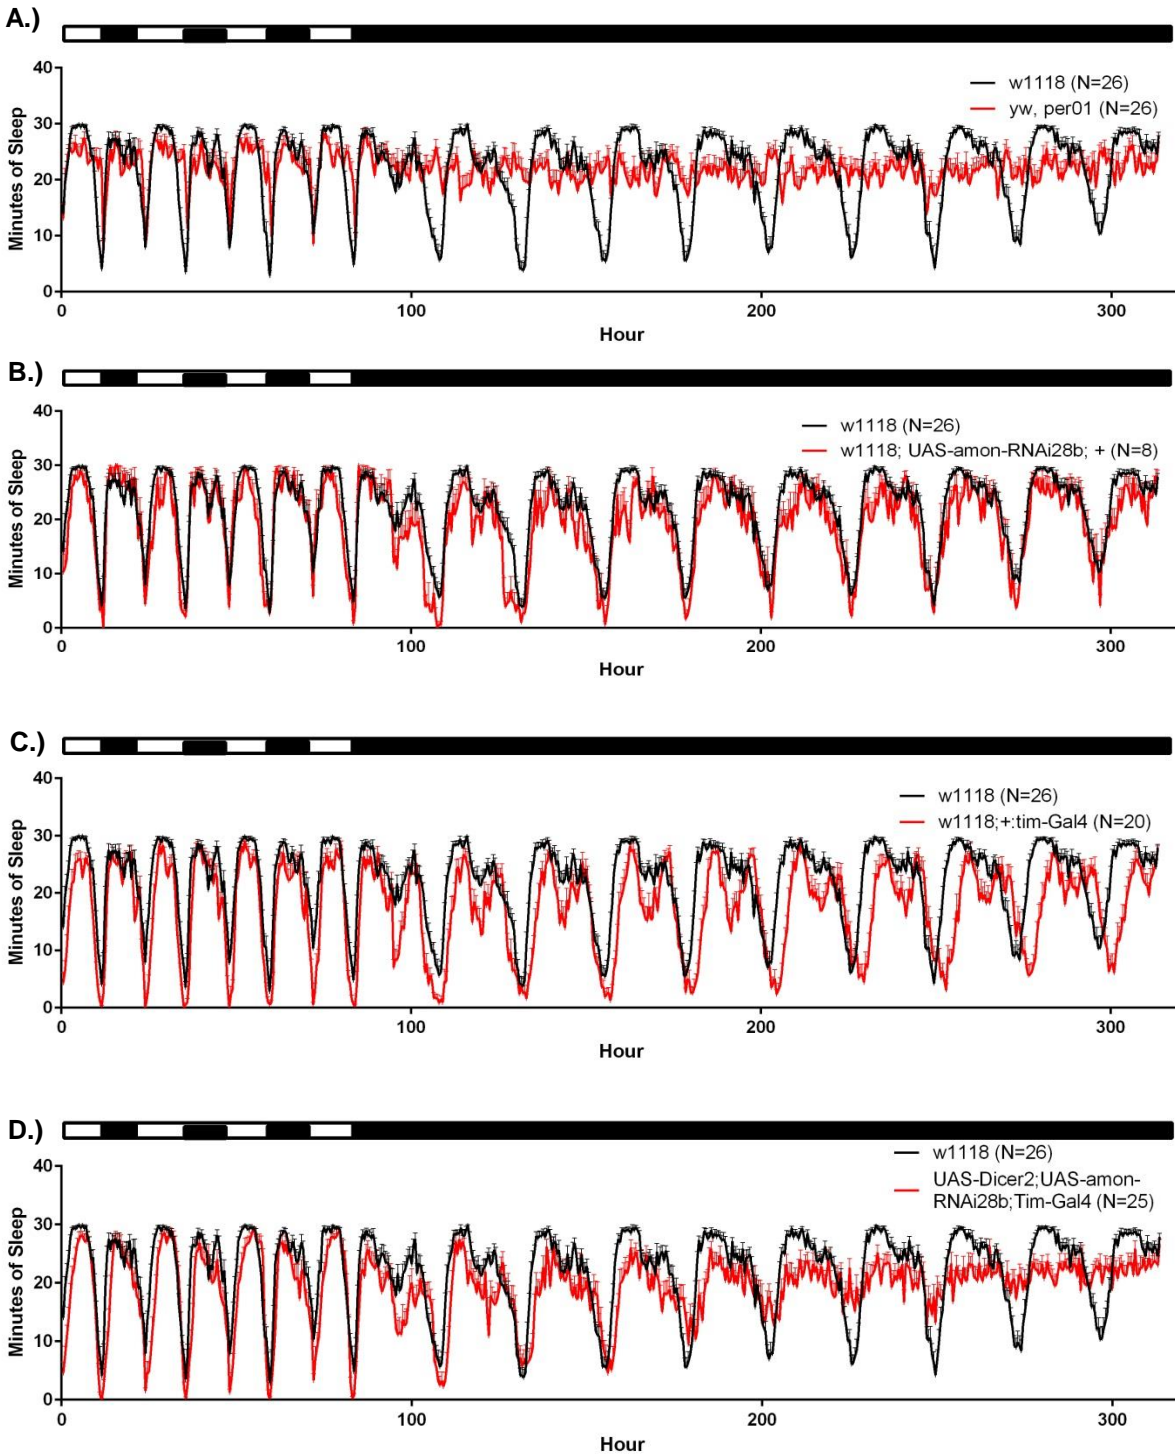 A.)
40
30
20
10
0
Minutes of Sleep
w1118 (N=26)
yw, per01 (N=26)
0 100 200 300
Hour
B.)
40
30
20
10
0
Minutes of Sleep
w1118 (N=26)
w1118; UAS-amon-RNAi28b; + (N=8)
0 100 200 300
Hour
C.)
40
30
20
10
0
Minutes of Sleep
w1118 (N=26)
w1118;+:tim-Gal4 (N=20)
0 100 200 300
Hour
D.)
40
30
20
10
0
Minutes of Sleep
w1118 (N=26)
UAS-Dicer2;UAS-amon-
RNAi28b;Tim-Gal4 (N=25)
0 100 200 300
Hour